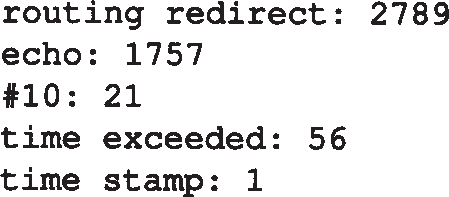 routing redirect: 2789
echo: 1757
#10: 21
time exceeded: 56
time stamp: 1